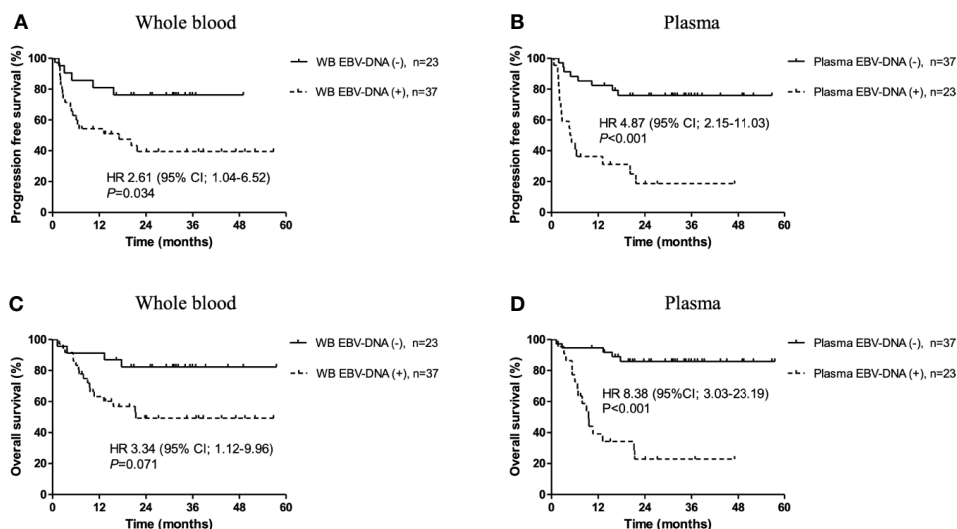 A
Whole blood
Progression free survival (%)
100
80
60
40
20
0
0 12 24 36 48 60
Time (months)
WB EBV-DNA (-), n=23
WB EBV-DNA (+), n=37
HR 2.61 (95% CI; 1.04-6.52)
P=0.034
B
Plasma
Progression free survival (%)
100
80
60
40
20
0
0 12 24 36 48 60
Time (months)
Plasma EBV-DNA (-), n=37
Plasma EBV-DNA (+), n=23
HR 4.87 (95% CI; 2.15-11.03)
P<0.001
C
Whole blood
Overall survival (%)
100
80
60
40
20
0
0 12 24 36 48 60
Time (months)
WB EBV-DNA (-), n=23
WB EBV-DNA (+), n=37
HR 3.34 (95% CI; 1.12-9.96)
P=0.071
D
Plasma
Overall survival (%)
100
80
60
40
20
0
0 12 24 36 48 60
Time (months)
Plasma EBV-DNA (-), n=37
Plasma EBV-DNA (+), n=23
HR 8.38 (95%CI; 3.03-23.19)
P<0.001